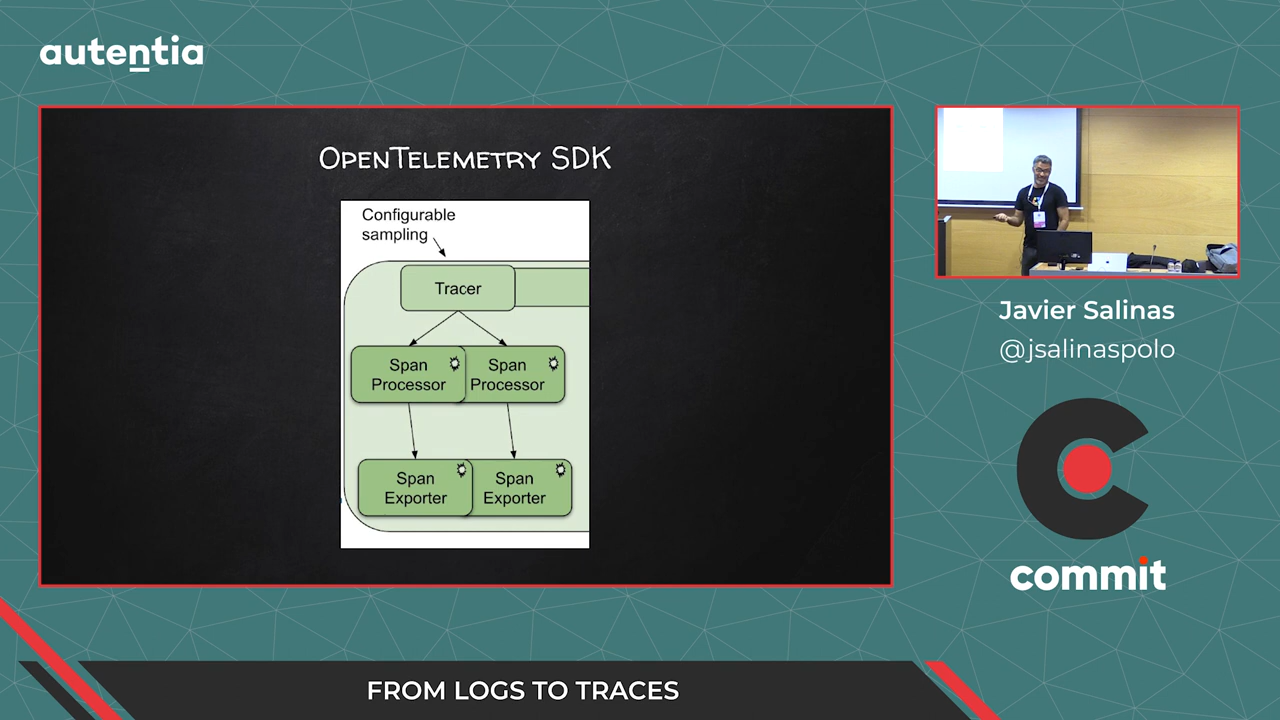 autentia
OpenTelemetry SDK
Configurable
sampling
Tracer
Span
Processor
Span
Processor
Span
Exporter
Span
Exporter
Javier Salinas
@jsalinaspolo
commit
FROM LOGS TO TRACES